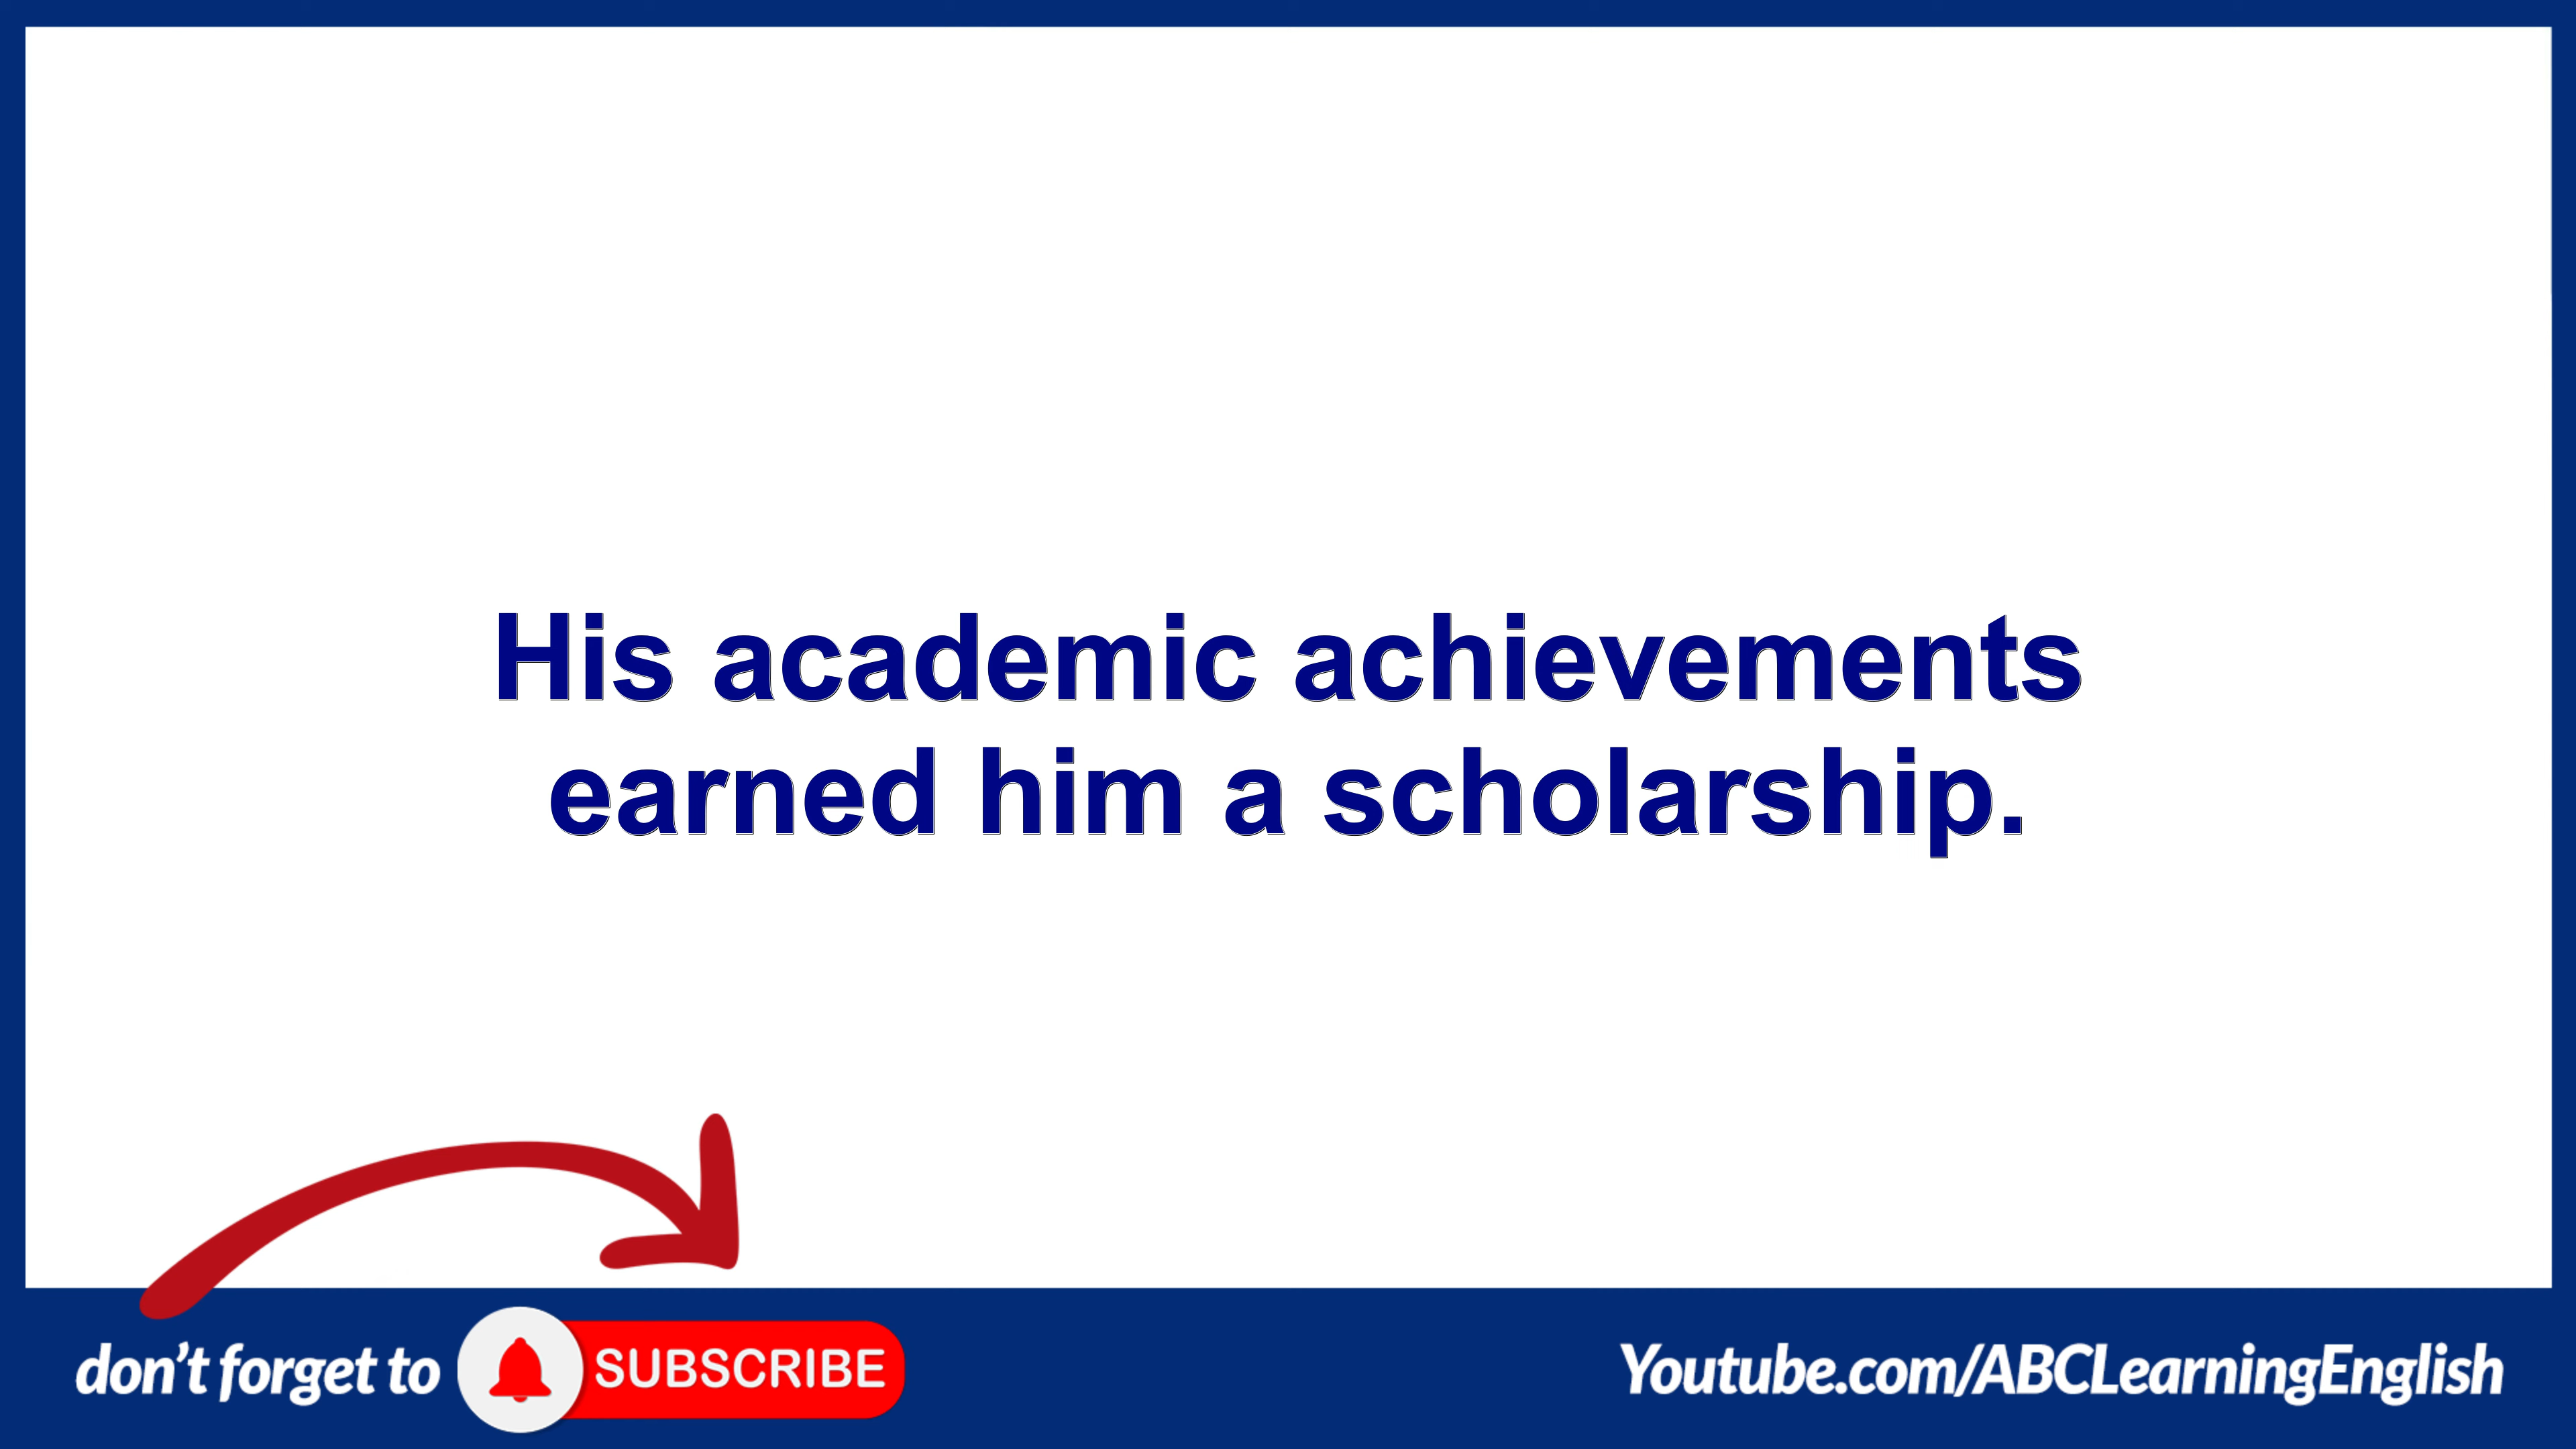 His academic achievements
earned him a scholarship.
don't forget to SUBSCRIBE
Youtube.com/ABCLearningEnglish